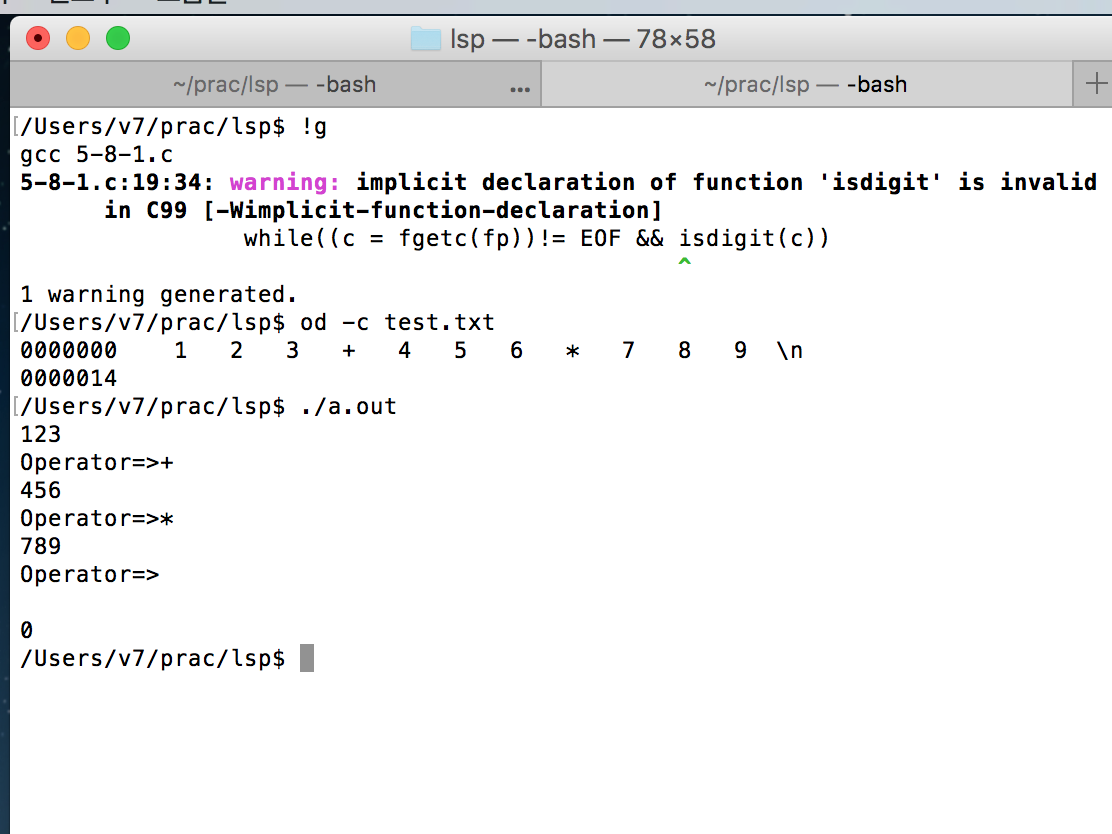 lsp — -bash — 78×58
~/prac/lsp — -bash ... ~/prac/lsp — -bash +
[/Users/v7/prac/lsp$ !g
gcc 5-8-1.c
5-8-1.c:19:34: warning: implicit declaration of function 'isdigit' is invalid
      in C99 [-Wimplicit-function-declaration]
                while((c = fgetc(fp))!= EOF && isdigit(c))
                                               ^
1 warning generated.
[/Users/v7/prac/lsp$ od -c test.txt
0000000    1   2   3   +   4   5   6   *   7   8   9  \n
0000014
[/Users/v7/prac/lsp$ ./a.out
123
Operator=>+
456
Operator=>*
789
Operator=>

0
/Users/v7/prac/lsp$